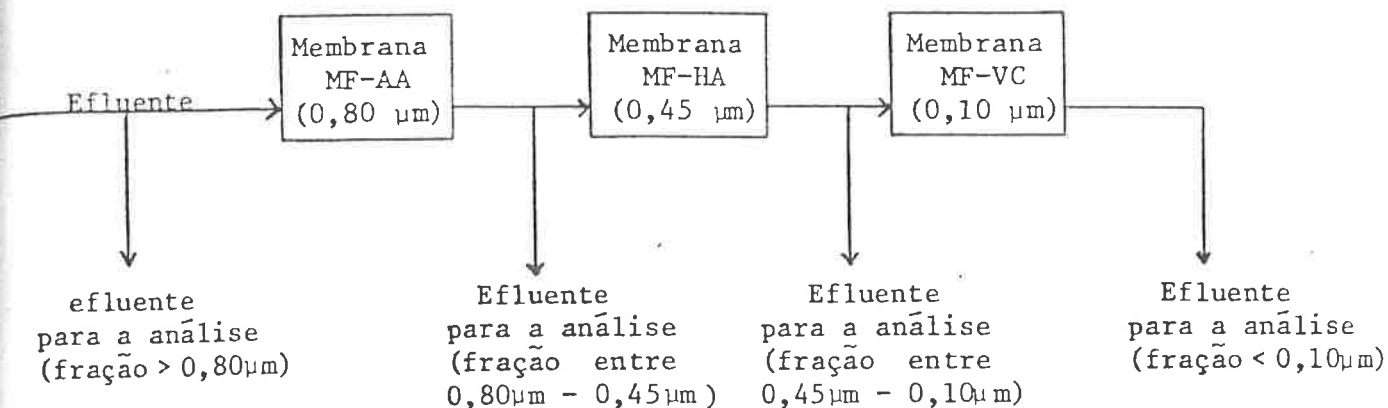 Efluente
Membrana
MF-AA
(0,80 µm)
Membrana
MF-HA
(0,45 µm)
Membrana
MF-VC
(0,10 µm)
efluente
para a análise
(fração > 0,80µm)
Efluente
para a análise
(fração entre
0,80µm - 0,45µm)
Efluente
para a análise
(fração entre
0,45µm - 0,10µm)
Efluente
para a análise
(fração < 0,10µm)